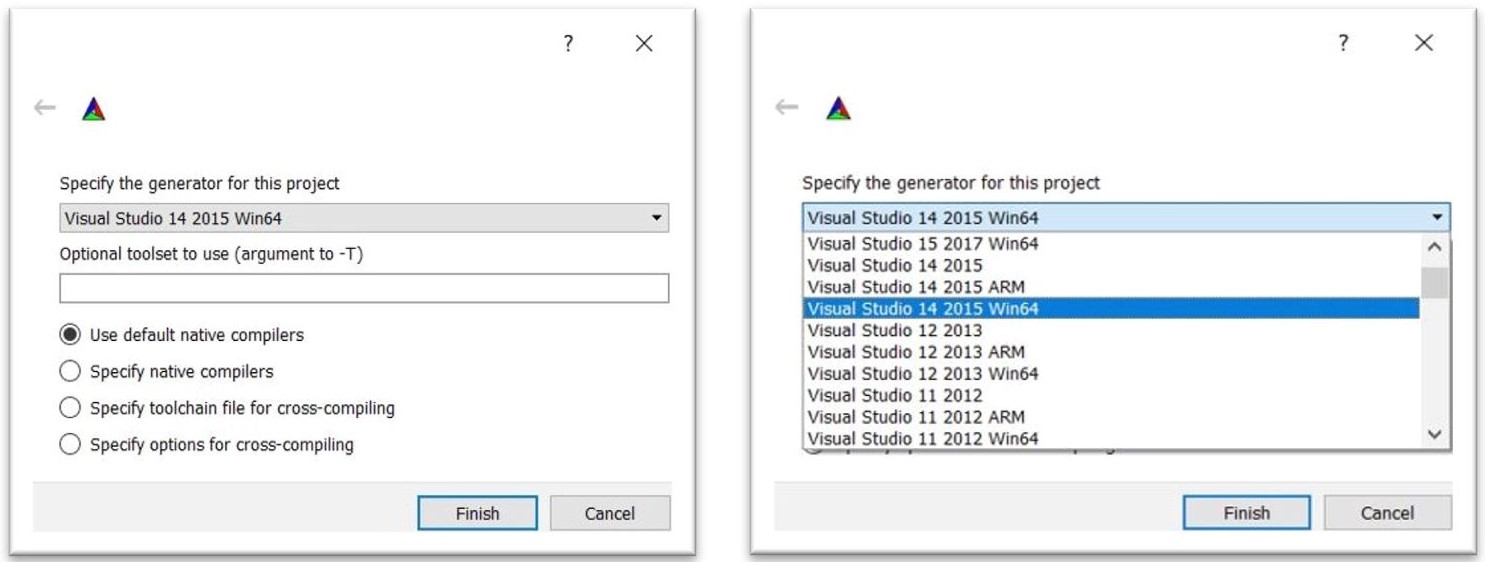 ?
Specify the generator for this project
Visual Studio 14 2015 Win64
Optional toolset to use (argument to -T)
Use default native compilers
Specify native compilers
Specify toolchain file for cross-compiling
Specify options for cross-compiling
Finish
Cancel
?
Specify the generator for this project
Visual Studio 14 2015 Win64
Visual Studio 15 2017 Win64
Visual Studio 14 2015
Visual Studio 14 2015 ARM
Visual Studio 14 2015 Win64
Visual Studio 12 2013
Visual Studio 12 2013 ARM
Visual Studio 12 2013 Win64
Visual Studio 11 2012
Visual Studio 11 2012 ARM
Visual Studio 11 2012 Win64
Finish
Cancel